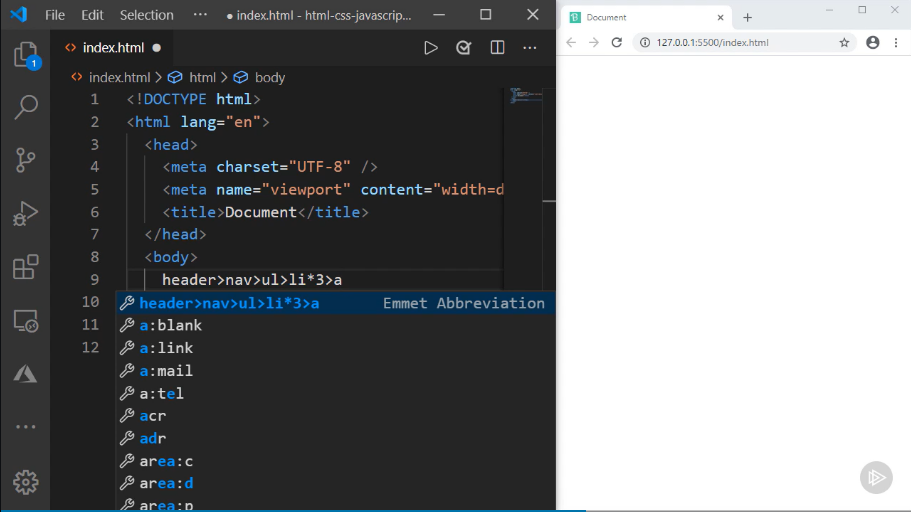 File Edit Selection ··· ● index.html - html-css-javascrip...
index.html ●
index.html > html > body
1 <!DOCTYPE html>
2 <html lang="en">
3 <head>
4 <meta charset="UTF-8" />
5 <meta name="viewport" content="width=d
6 <title>Document</title>
7 </head>
8 <body>
9 header>nav>ul>li*3>a
10 header>nav>ul>li*3>a Emmet Abbreviation
11 a:blank
12 a:link
a:mail
a:tel
acr
adr
area:c
area:d
area:p
1
Document
127.0.0.1:5500/index.html